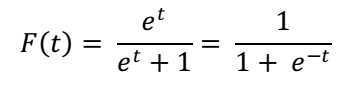 F(t) = e^t / (e^t + 1) = 1 / (1 + e^{-t})